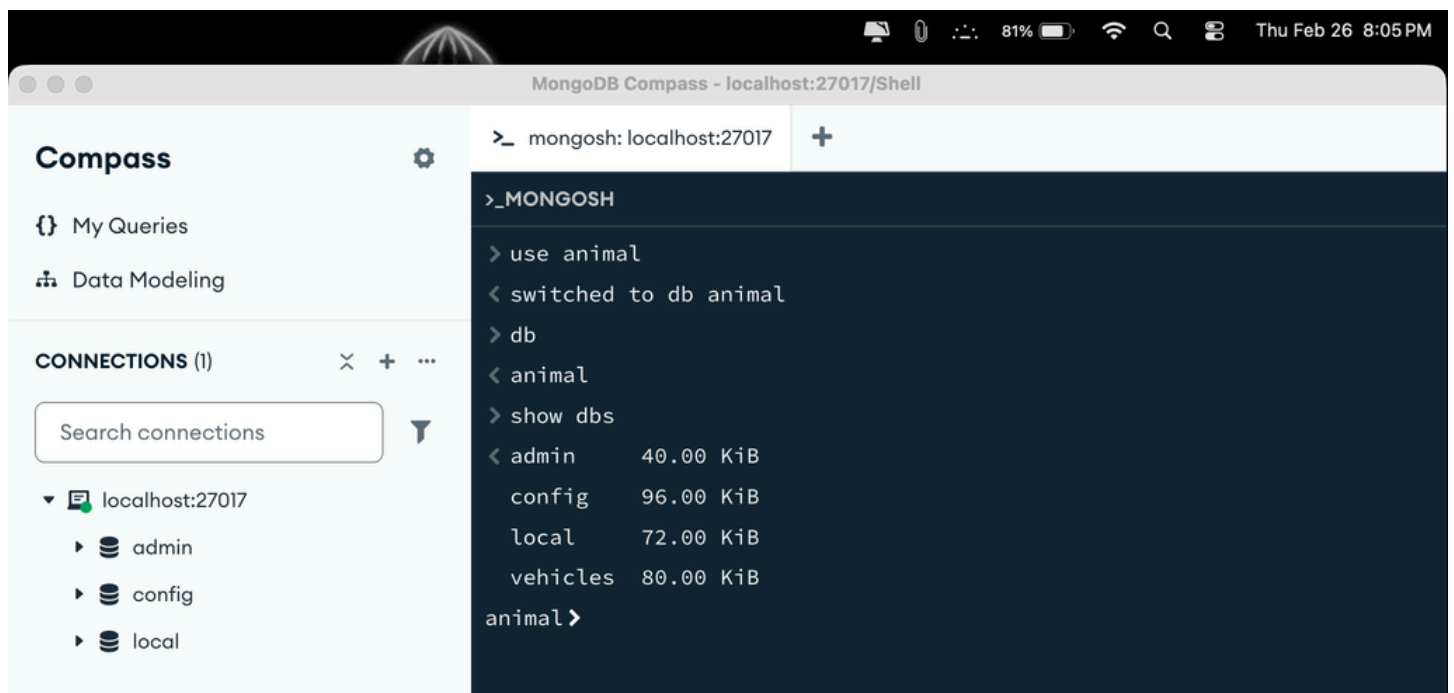 81% Thu Feb 26 8:05 PM
MongoDB Compass - localhost:27017/Shell
Compass
My Queries
Data Modeling
CONNECTIONS (1)
Search connections
localhost:27017
admin
config
local
>_ mongosh: localhost:27017 +
>_MONGOSH
> use animal
< switched to db animal
> db
< animal
> show dbs
< admin 40.00 KiB
config 96.00 KiB
local 72.00 KiB
vehicles 80.00 KiB
animal>